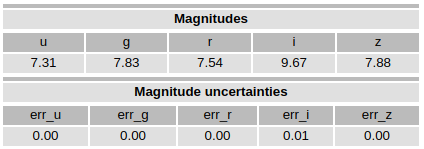 Magnitudes
u g r i z
7.31 7.83 7.54 9.67 7.88
Magnitude uncertainties
err_u err_g err_r err_i err_z
0.00 0.00 0.00 0.01 0.00